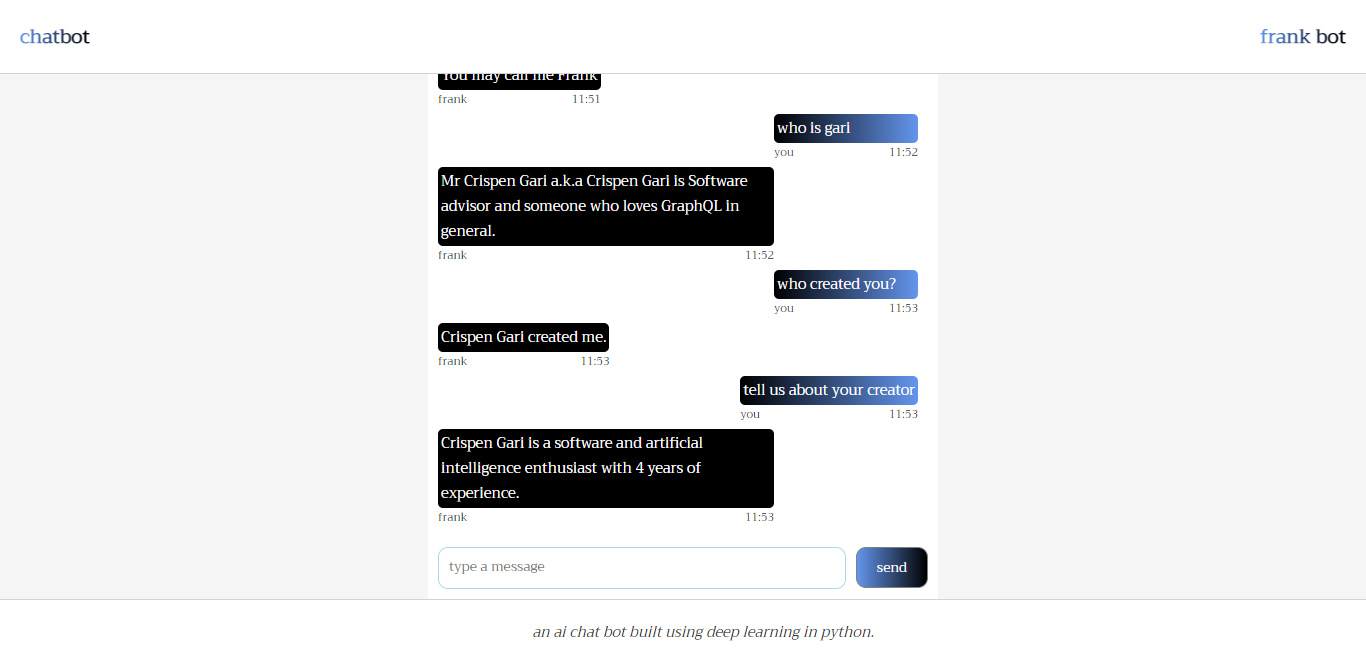 chatbot
frank bot
You may call me Frank
frank 11:51
who is gari
you 11:52
Mr Crispen Gari a.k.a Crispen Gari is Software
advisor and someone who loves GraphQL in
general.
frank 11:52
who created you?
you 11:53
Crispen Gari created me.
frank 11:53
tell us about your creator
you 11:53
Crispen Gari is a software and artificial
intelligence enthusiast with 4 years of
experience.
frank 11:53
type a message
send
an ai chat bot built using deep learning in python.